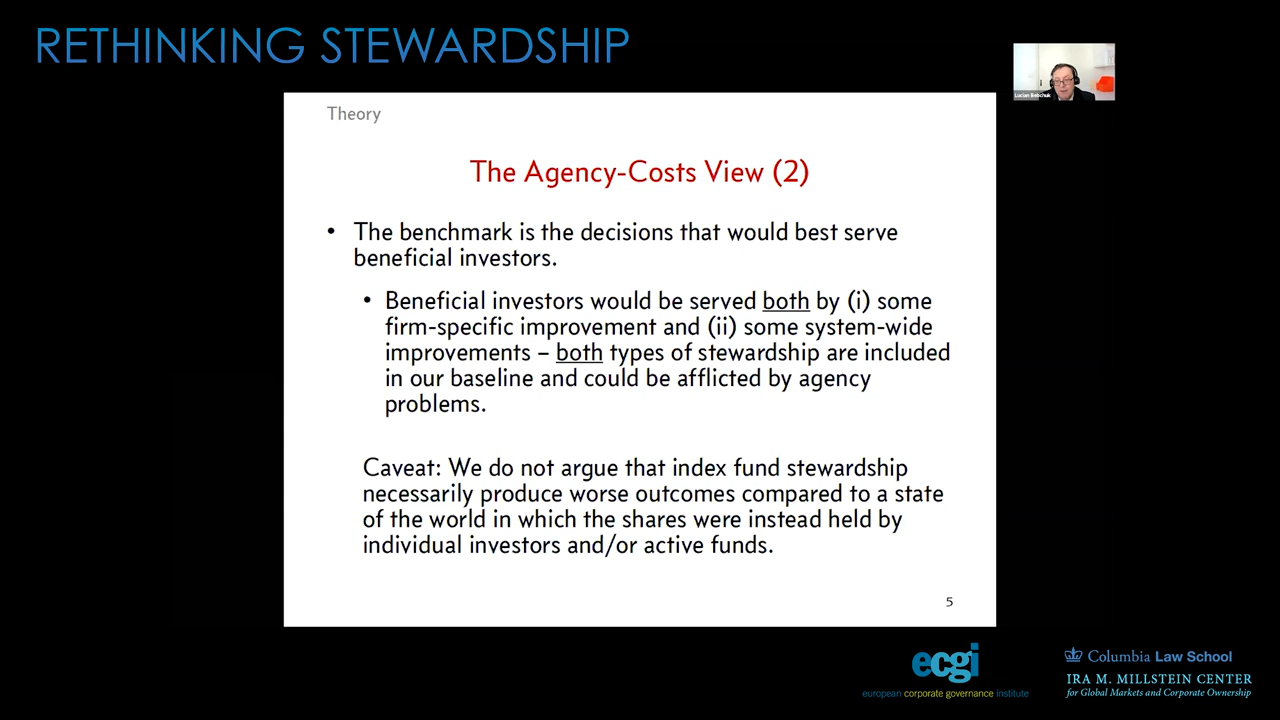 RETHINKING STEWARDSHIP
Lucian Bebchuk
Theory
The Agency-Costs View (2)
• The benchmark is the decisions that would best serve
beneficial investors.
• Beneficial investors would be served both by (i) some
firm-specific improvement and (ii) some system-wide
improvements – both types of stewardship are included
in our baseline and could be afflicted by agency
problems.
Caveat: We do not argue that index fund stewardship
necessarily produce worse outcomes compared to a state
of the world in which the shares were instead held by
individual investors and/or active funds.
5
ecgi
european corporate governance institute
Columbia Law School
IRA M. MILLSTEIN CENTER
for Global Markets and Corporate Ownership